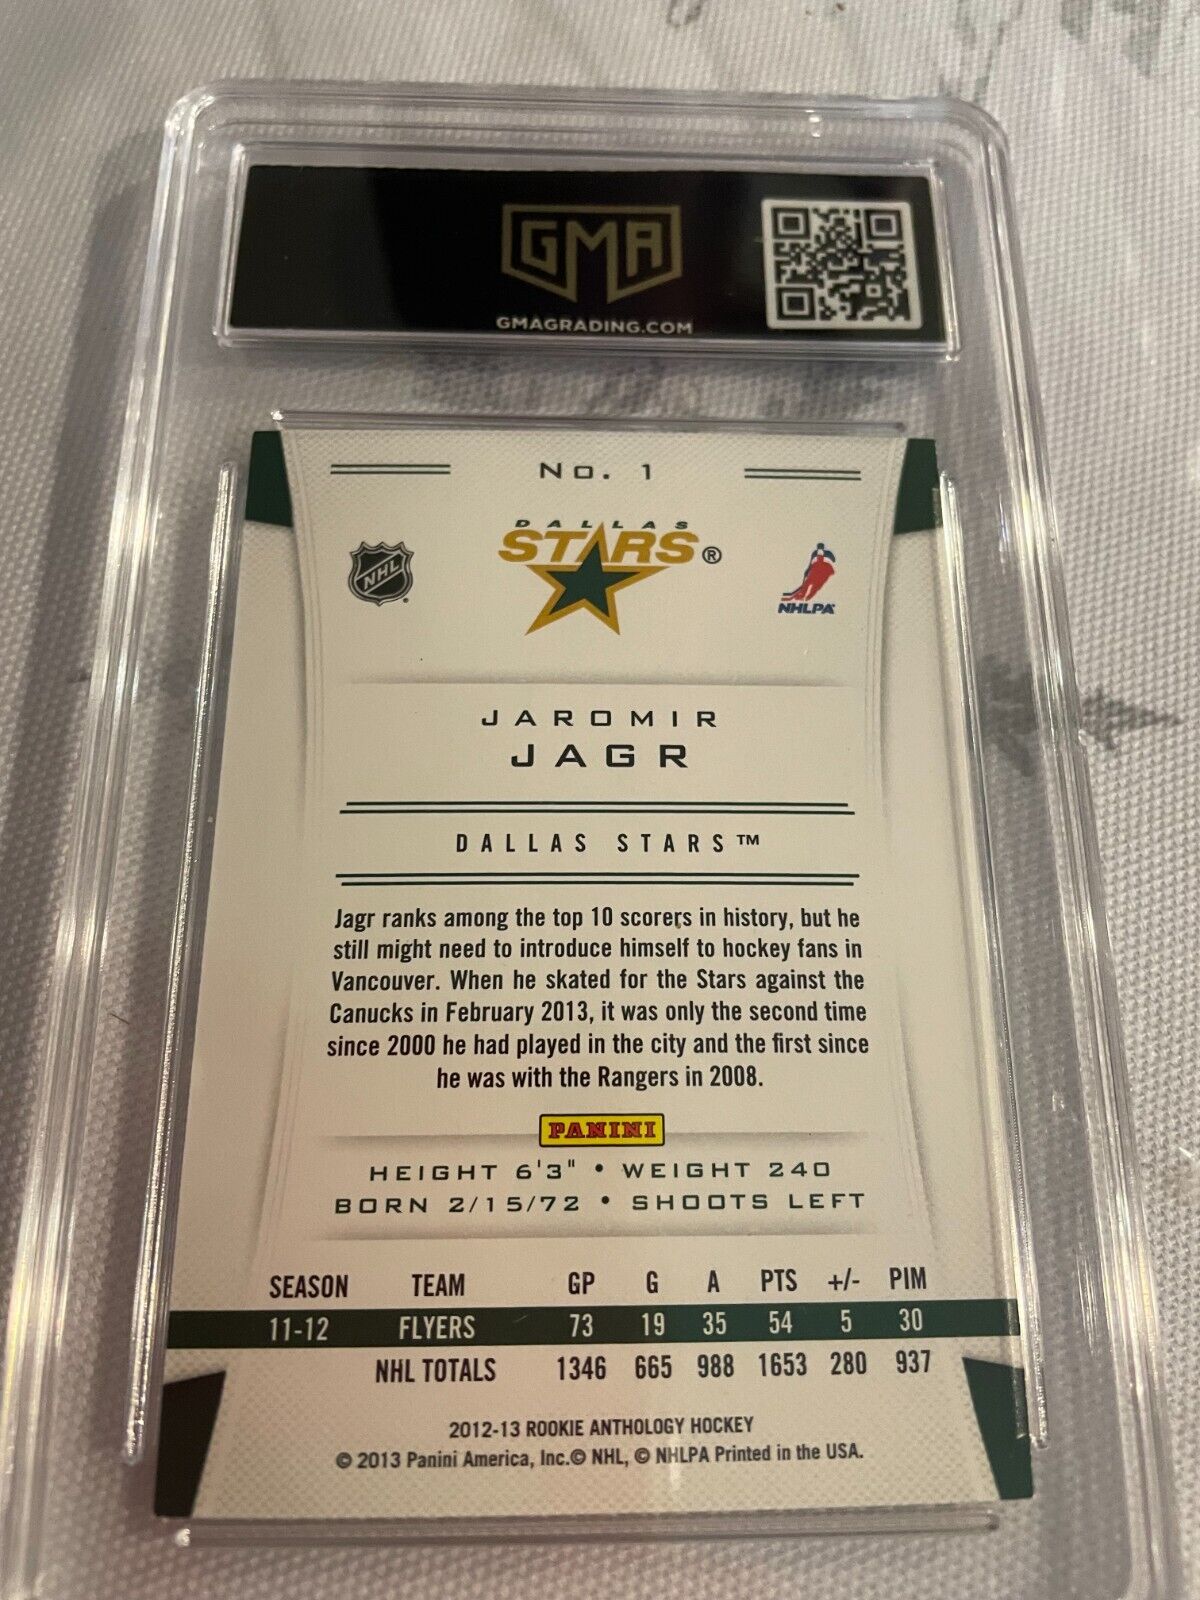 GMA
GMAGRADING.COM
No. 1
DALLAS
STARS®
NHL
NHLPA
JAROMIR
JAGR
DALLAS STARS™
Jagr ranks among the top 10 scorers in history, but he
still might need to introduce himself to hockey fans in
Vancouver. When he skated for the Stars against the
Canucks in February 2013, it was only the second time
since 2000 he had played in the city and the first since
he was with the Rangers in 2008.
PANINI
HEIGHT 6'3" • WEIGHT 240
BORN 2/15/72 • SHOOTS LEFT
SEASON TEAM GP G A PTS +/- PIM
11-12 FLYERS 73 19 35 54 5 30
NHL TOTALS 1346 665 988 1653 280 937
2012-13 ROOKIE ANTHOLOGY HOCKEY
© 2013 Panini America, Inc.© NHL, © NHLPA Printed in the USA.